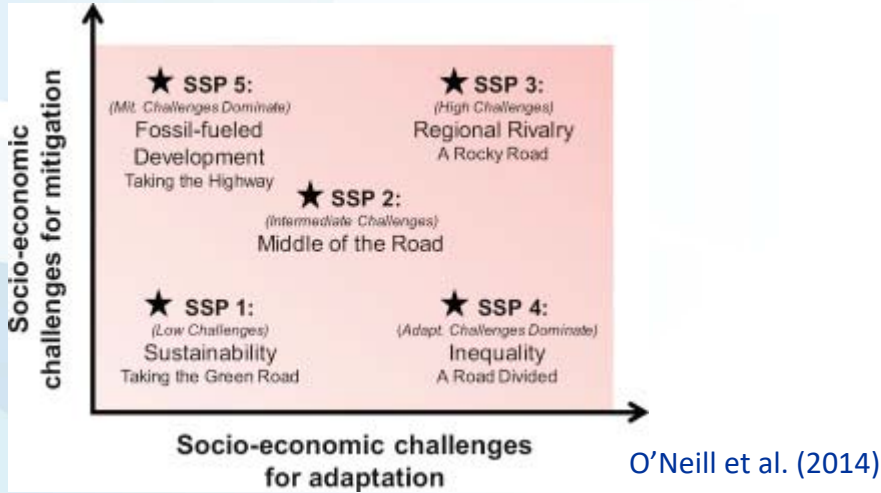 Socio-economic
challenges for mitigation
★ SSP 5:
(Mit. Challenges Dominate)
Fossil-fueled
Development
Taking the Highway
★ SSP 3:
(High Challenges)
Regional Rivalry
A Rocky Road
★ SSP 2:
(Intermediate Challenges)
Middle of the Road
★ SSP 1:
(Low Challenges)
Sustainability
Taking the Green Road
★ SSP 4:
(Adapt. Challenges Dominate)
Inequality
A Road Divided
Socio-economic challenges
for adaptation
O’Neill et al. (2014)